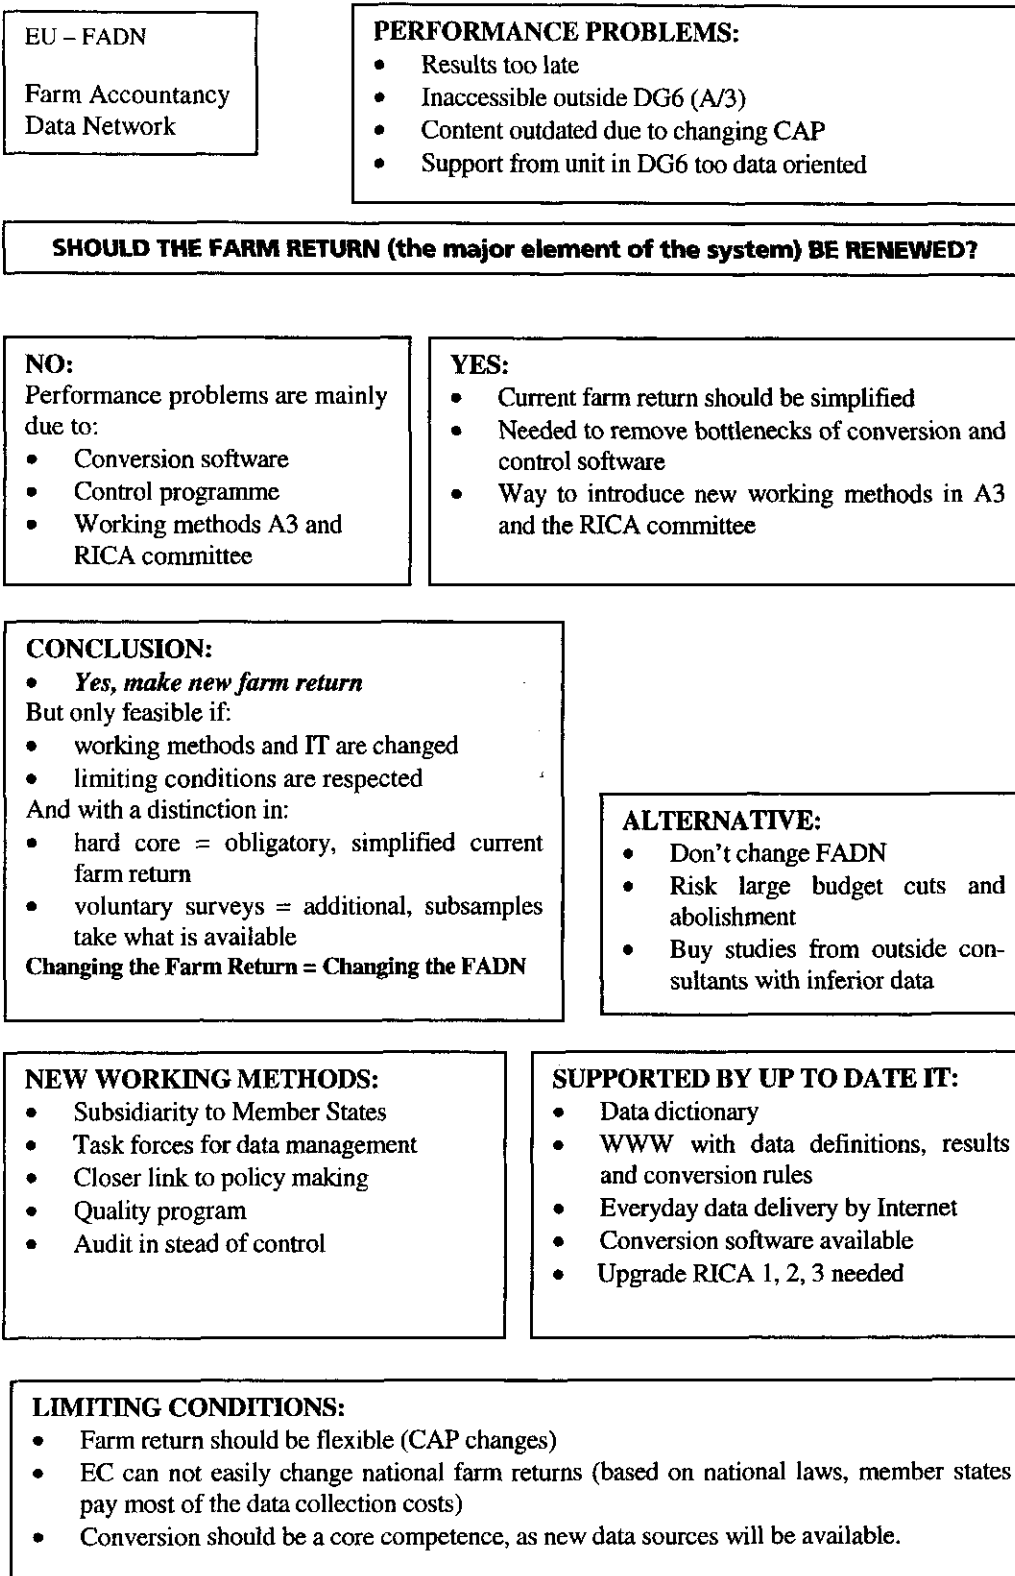 EU – FADN
Farm Accountancy
Data Network
PERFORMANCE PROBLEMS:
• Results too late
• Inaccessible outside DG6 (A/3)
• Content outdated due to changing CAP
• Support from unit in DG6 too data oriented
SHOULD THE FARM RETURN (the major element of the system) BE RENEWED?
NO:
Performance problems are mainly
due to:
• Conversion software
• Control programme
• Working methods A3 and
RICA committee
YES:
• Current farm return should be simplified
• Needed to remove bottlenecks of conversion and
control software
• Way to introduce new working methods in A3
and the RICA committee
CONCLUSION:
• Yes, make new farm return
But only feasible if:
• working methods and IT are changed
• limiting conditions are respected
And with a distinction in:
• hard core = obligatory, simplified current
farm return
• voluntary surveys = additional, subsamples
take what is available
Changing the Farm Return = Changing the FADN
ALTERNATIVE:
• Don't change FADN
• Risk large budget cuts and
abolishment
• Buy studies from outside con-
sultants with inferior data
NEW WORKING METHODS:
• Subsidiarity to Member States
• Task forces for data management
• Closer link to policy making
• Quality program
• Audit in stead of control
SUPPORTED BY UP TO DATE IT:
• Data dictionary
• WWW with data definitions, results
and conversion rules
• Everyday data delivery by Internet
• Conversion software available
• Upgrade RICA 1, 2, 3 needed
LIMITING CONDITIONS:
• Farm return should be flexible (CAP changes)
• EC can not easily change national farm returns (based on national laws, member states
pay most of the data collection costs)
• Conversion should be a core competence, as new data sources will be available.